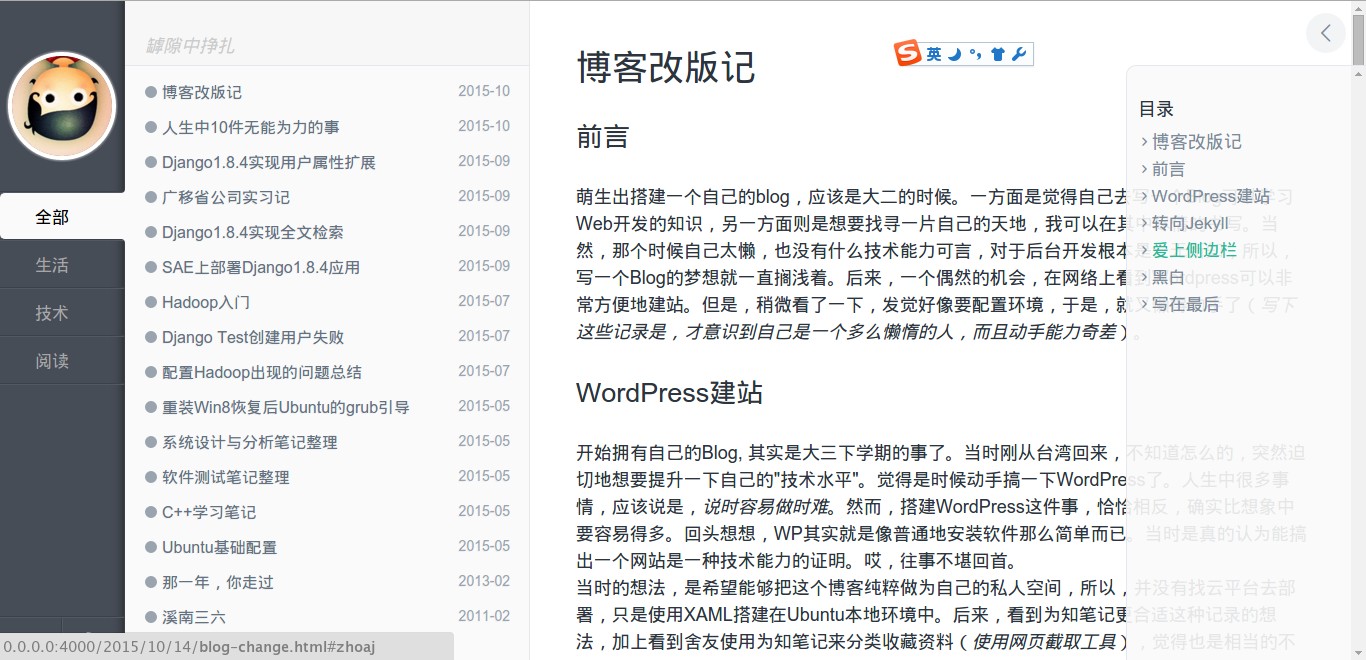 罅隙中挣扎
全部
生活
技术
阅读
博客改版记 2015-10
人生中10件无能为力的事 2015-10
Django1.8.4实现用户属性扩展 2015-09
广移省公司实习记 2015-09
Django1.8.4实现全文检索 2015-09
SAE上部署Django1.8.4应用 2015-09
Hadoop入门 2015-07
Django Test创建用户失败 2015-07
配置Hadoop出现的问题总结 2015-07
重装Win8恢复后Ubuntu的grub引导 2015-05
系统设计与分析笔记整理 2015-05
软件测试笔记整理 2015-05
C++学习笔记 2015-05
Ubuntu基础配置 2015-05
那一年，你走过 2013-02
溪南三六 2011-02
0.0.0.0:4000/2015/10/14/blog-change.html#zhoaj
英
博客改版记
前言
萌生出搭建一个自己的blog，应该是大二的时候。一方面是觉得自己去
Web开发的知识，另一方面则是想要找寻一片自己的天地，我可以在其中 写。当
然，那个时候自己太懒，也没有什么技术能力可言，对于后台开发根本 所以，
写一个Blog的梦想就一直搁浅着。后来，一个偶然的机会，在网络上看到 dpress可以非
常方便地建站。但是，稍微看了一下，发觉好像要配置环境，于是，就 了（写下
这些记录是，才意识到自己是一个多么懒惰的人，而且动手能力奇差）。
WordPress建站
开始拥有自己的Blog, 其实是大三下学期的事了。当时刚从台湾回来，不知道怎么的，突然迫
切地想要提升一下自己的"技术水平"。觉得是时候动手搞一下WordPress了。人生中很多事
情，应该说是，说时容易做时难。然而，搭建WordPress这件事，恰恰相反，确实比想象中
要容易得多。回头想想，WP其实就是像普通地安装软件那么简单而已。当时是真的认为能搞
出一个网站是一种技术能力的证明。哎，往事不堪回首。
当时的想法，是希望能够把这个博客纯粹做为自己的私人空间，所以，并没有找云平台去部
署，只是使用XAML搭建在Ubuntu本地环境中。后来，看到为知笔记更合适这种记录的想
法，加上看到舍友使用为知笔记来分类收藏资料（使用网页截取工具），觉得也是相当的不
目录
博客改版记
前言
WordPress建站
转向Jekyll
爱上侧边栏
黑白
写在最后